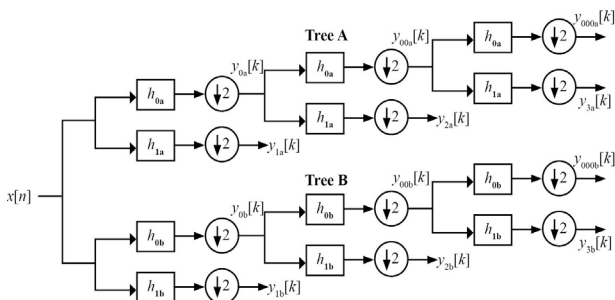 Tree A
y0a[k]
y00a[k]
y000a[k]
h0a ↓2
h0a ↓2
h0a ↓2
h1a ↓2
y3a[k]
h1a ↓2
y2a[k]
h1a ↓2
y1a[k]
x[n]
Tree B
y0b[k]
y00b[k]
y000b[k]
h0b ↓2
h0b ↓2
h0b ↓2
h1b ↓2
y3b[k]
h1b ↓2
y2b[k]
h1b ↓2
y1b[k]